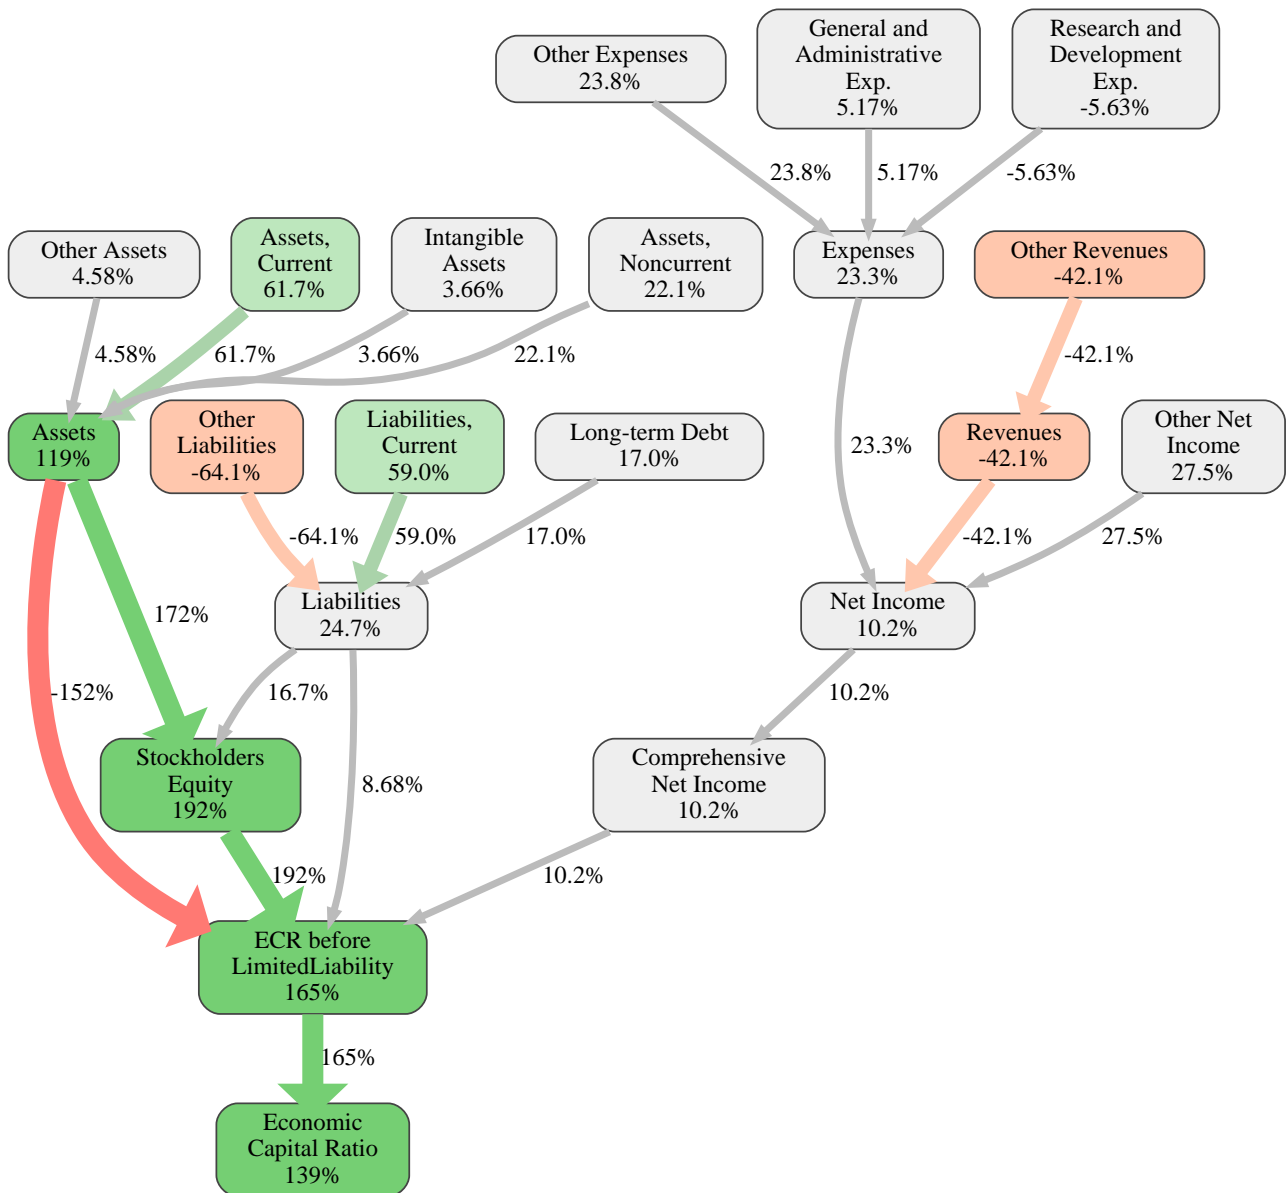 General and
Administrative
Exp.
5.17%
Research and
Development
Exp.
-5.63%
Other Expenses
23.8%
23.8%
5.17%
-5.63%
Other Assets
4.58%
Assets,
Current
61.7%
Intangible
Assets
3.66%
Assets,
Noncurrent
22.1%
Expenses
23.3%
Other Revenues
-42.1%
4.58%
61.7%
3.66%
22.1%
-42.1%
Assets
119%
Other
Liabilities
-64.1%
Liabilities,
Current
59.0%
Long-term Debt
17.0%
23.3%
Revenues
-42.1%
Other Net
Income
27.5%
-64.1%
59.0%
17.0%
-42.1%
27.5%
Liabilities
24.7%
Net Income
10.2%
172%
-152%
16.7%
10.2%
Stockholders
Equity
192%
8.68%
Comprehensive
Net Income
10.2%
192%
10.2%
ECR before
LimitedLiability
165%
165%
Economic
Capital Ratio
139%